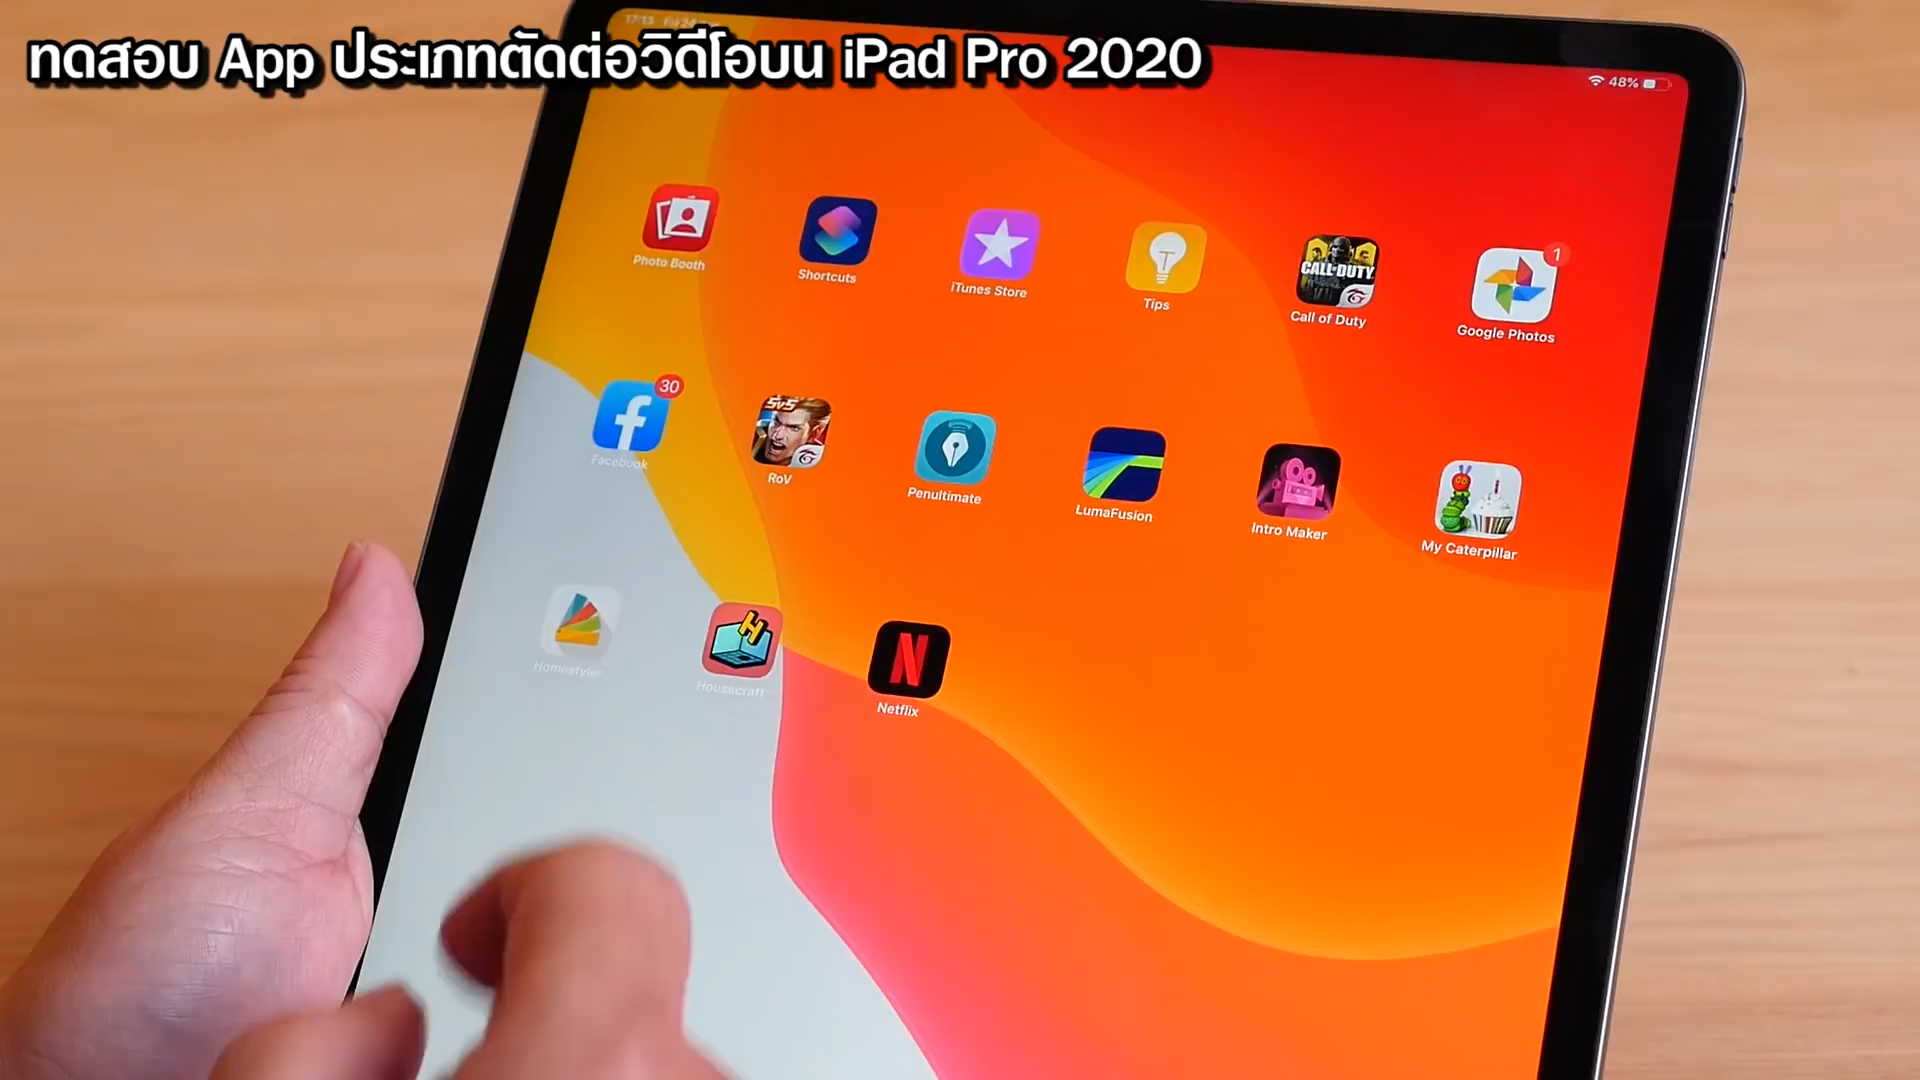 ทดสอบ App ประเภทตัดต่อวิดีโอบน iPad Pro 2020
48%
Photo Booth
Shortcuts
iTunes Store
Tips
CALL OF DUTY
Call of Duty
1
Google Photos
30
Facebook
5V5
RoV
Penultimate
LumaFusion
Intro Maker
My Caterpillar
Homestyler
H
Housecraft
N
Netflix